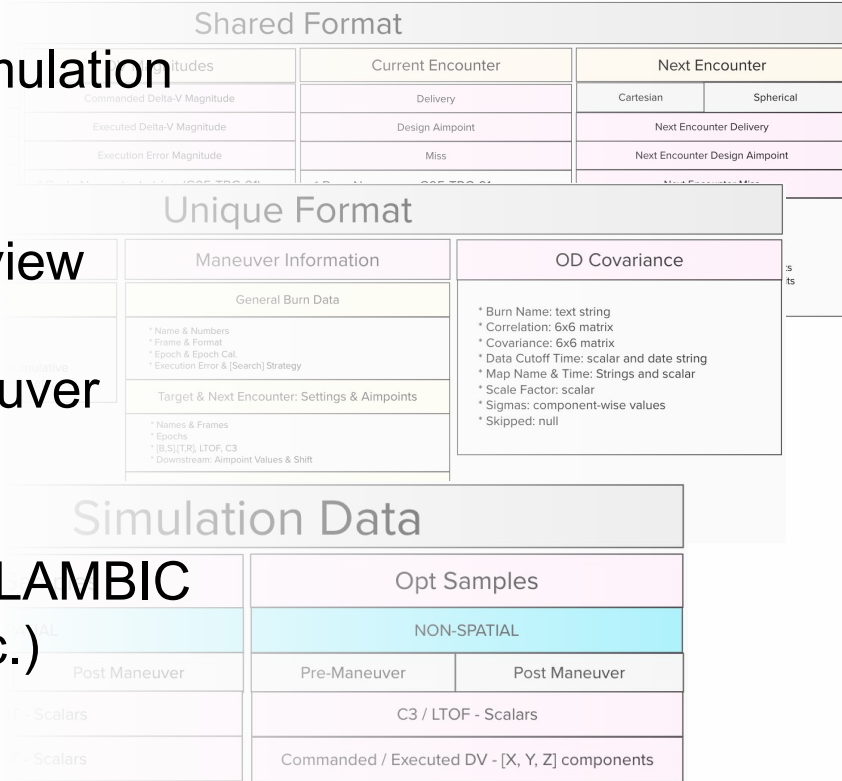 Shared Format
nulation
itudes
Current Encounter
Next Encounter
Commanded Delta-V Magnitude
Delivery
Cartesian
Spherical
Executed Delta-V Magnitude
Design Aimpoint
Next Encounter Delivery
Execution Error Magnitude
Miss
Next Encounter Design Aimpoint
Next Encounter Miss
Unique Format
view
Maneuver Information
OD Covariance
General Burn Data
* Name & Numbers
* Frame & Format
* Epoch & Epoch Cal.
* Execution Error & [Search] Strategy
* Burn Name: text string
* Correlation: 6x6 matrix
* Covariance: 6x6 matrix
* Data Cutoff Time: scalar and date string
* Map Name & Time: Strings and scalar
* Scale Factor: scalar
* Sigmas: component-wise values
* Skipped: null
uver
Target & Next Encounter: Settings & Aimpoints
* Names & Frames
* Epochs
* [B,S],[T,R], LTOF, C3
* Downstream: Aimpoint Values & Shift
Simulation Data
LAMBIC
Opt Samples
c.)
NON-SPATIAL
Post Maneuver
Pre-Maneuver
Post Maneuver
- Scalars
C3 / LTOF - Scalars
- Scalars
Commanded / Executed DV - [X, Y, Z] components